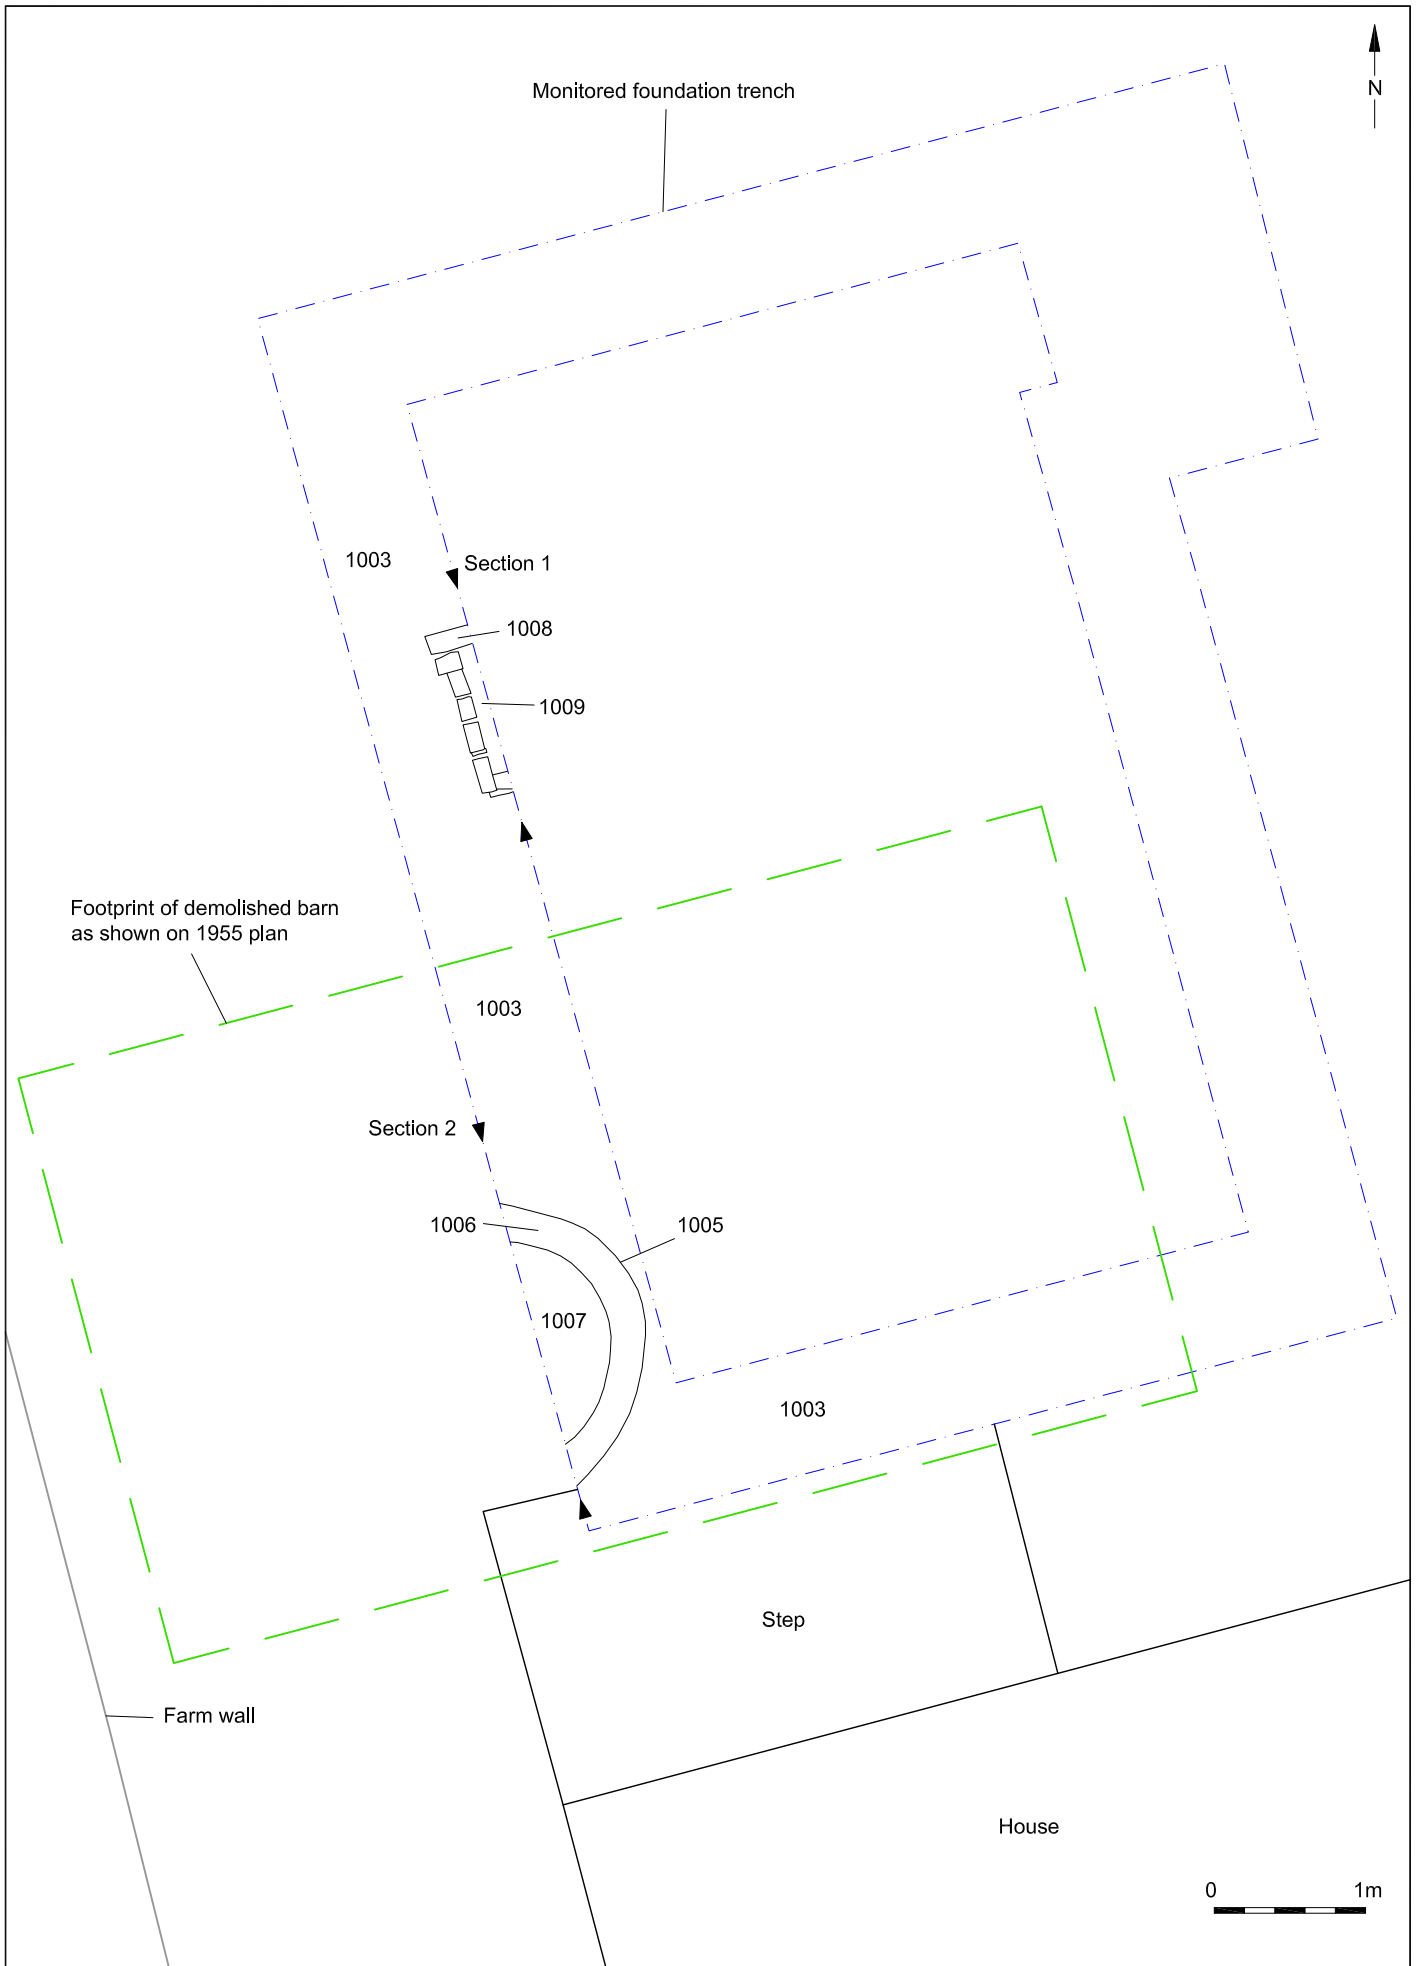 N
Monitored foundation trench
1003
Section 1
1008
1009
Footprint of demolished barn
as shown on 1955 plan
1003
Section 2
1006
1005
1007
1003
Step
Farm wall
House
0 1m